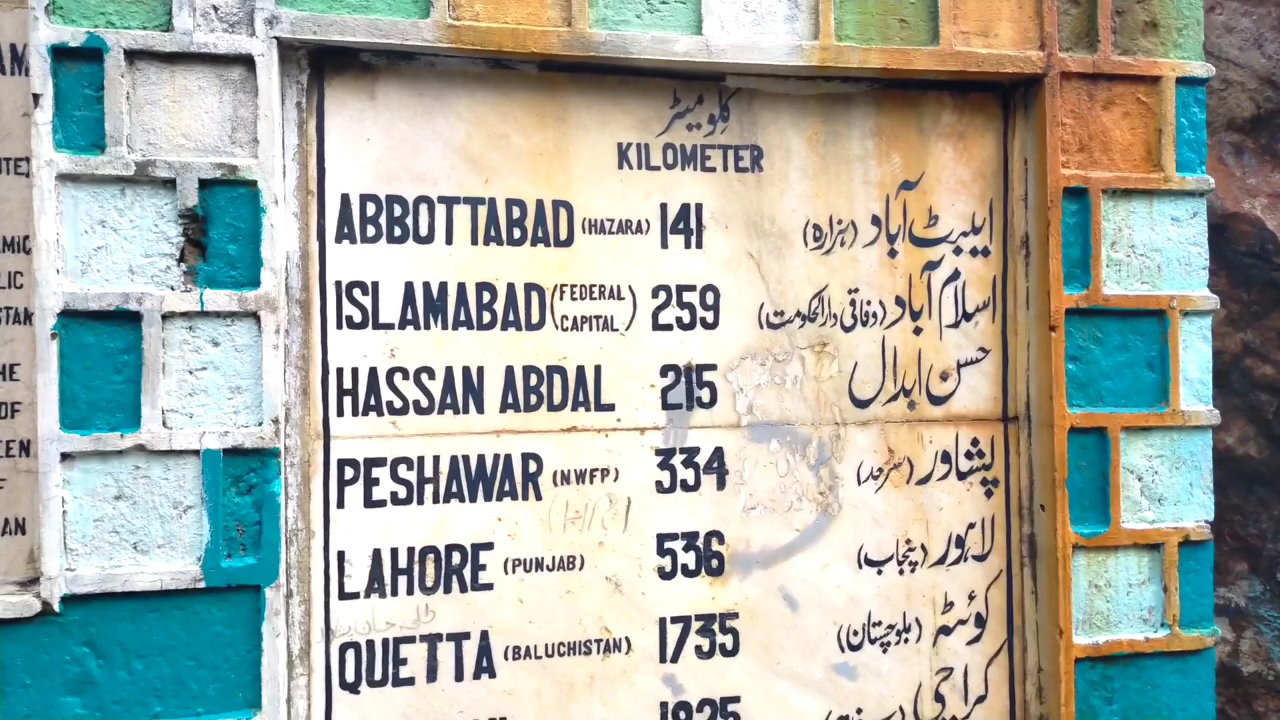 کلومیٹر
KILOMETER
ABBOTTABAD (HAZARA) 141 ایبٹ آباد (ہزارہ)
ISLAMABAD (FEDERAL CAPITAL) 259 اسلام آباد (وفاقی دارالحکومت)
HASSAN ABDAL 215 حسن ابدال
PESHAWAR (NWFP) 334 پشاور (سرحد)
LAHORE (PUNJAB) 536 لاہور (پنجاب)
QUETTA (BALUCHISTAN) 1735 کوئٹہ (بلوچستان)
کراچی